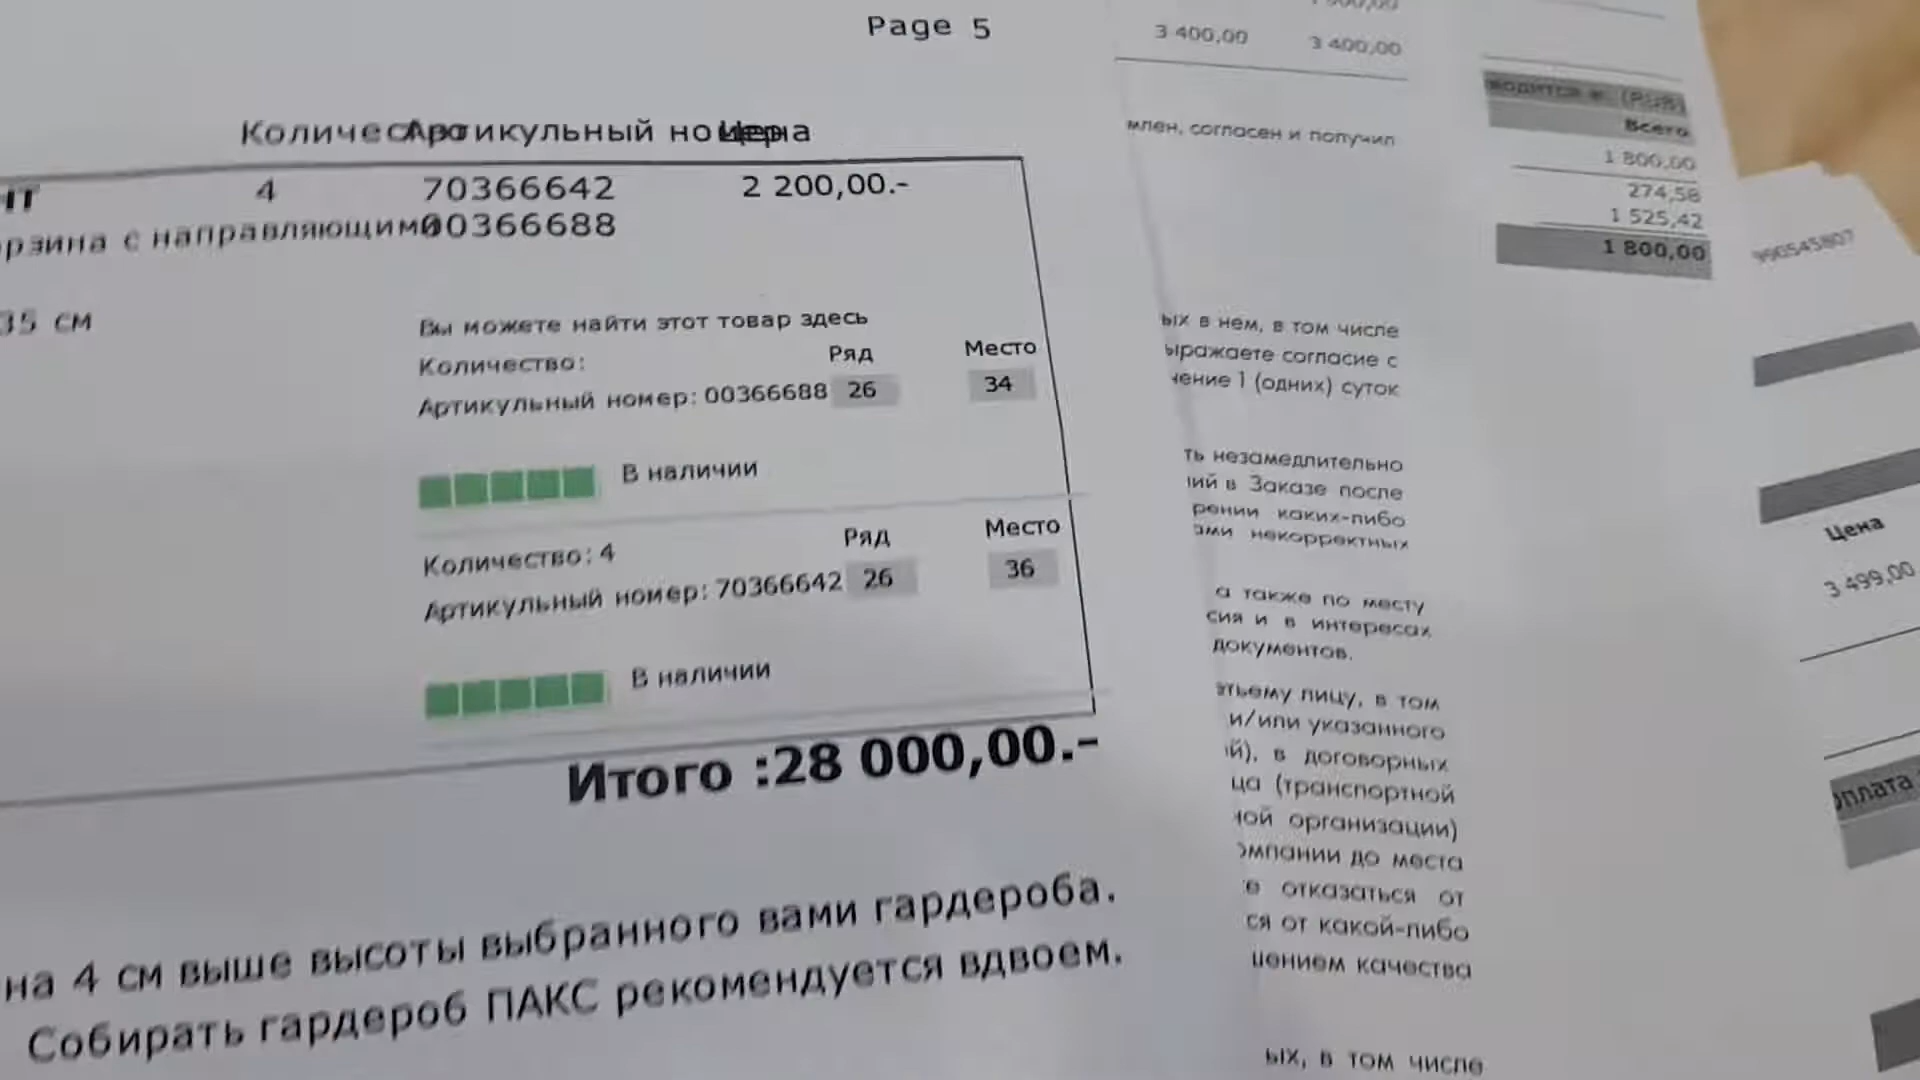 Page 5
Количество Артикульный номер Цена
4 70366642 2 200,00.-
с направляющими 00366688
35 см
Вы можете найти этот товар здесь
Количество: Ряд Место
Артикульный номер: 00366688 26 34
В наличии
Количество: 4 Ряд Место
Артикульный номер: 70366642 26 36
В наличии
Итого :28 000,00.-
на 4 см выше высоты выбранного вами гардероба.
Собирать гардероб ПАКС рекомендуется вдвоем.
3 400,00 3 400,00
согласен и получил
ых в нем, в том числе
ыражаете согласие с
чение 1 (одних) суток
ть незамедлительно
ий в Заказе после
рении каких-либо
ами некорректных
а также по месту
сия и в интересах
документов.
этьему лицу, в том
и/или указанного
й), в договорных
ца (транспортной
ной организации)
омпании до места
е отказаться от
ся от какой-либо
шением качества
ых, в том числе
(RUB)
Всего
1 800,00
274,58
1 525,42
1 800,00
990545807
Цена
3 499,00
оплата